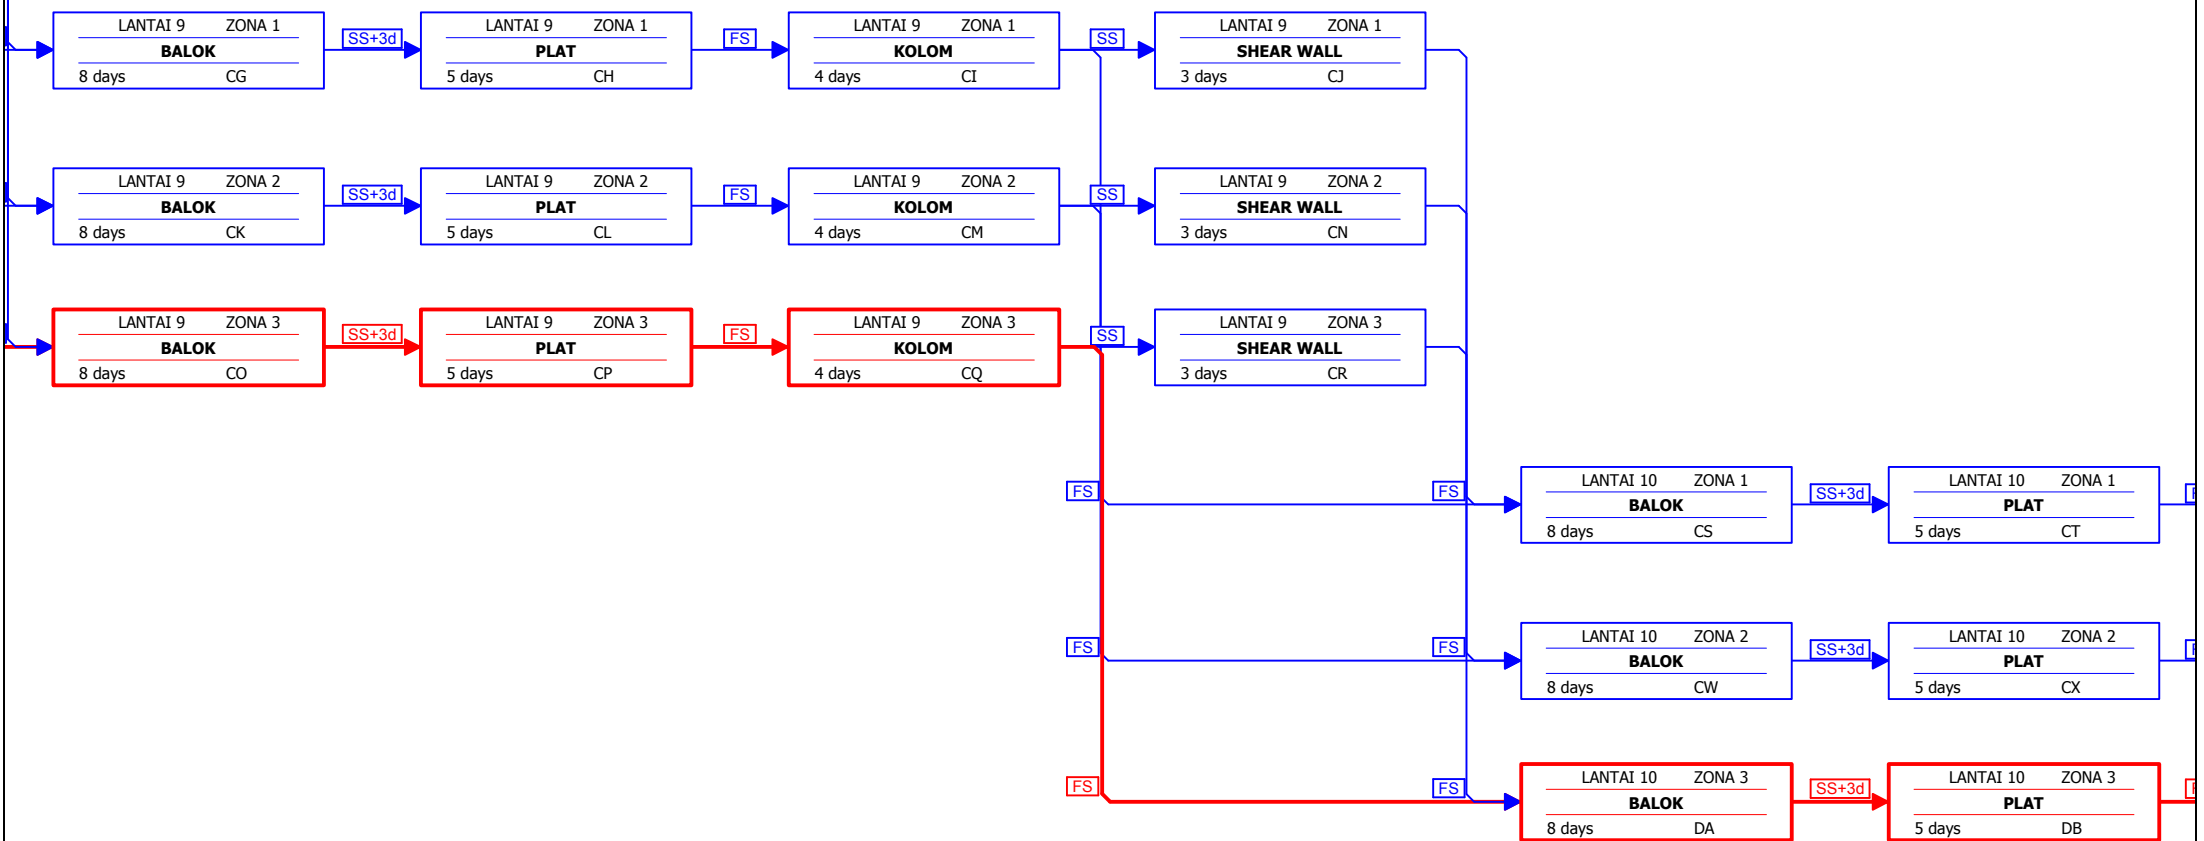 LANTAI 9 ZONA 1
BALOK
8 days CG
SS+3d
LANTAI 9 ZONA 1
PLAT
5 days CH
FS
LANTAI 9 ZONA 1
KOLOM
4 days CI
SS
LANTAI 9 ZONA 1
SHEAR WALL
3 days CJ
LANTAI 9 ZONA 2
BALOK
8 days CK
SS+3d
LANTAI 9 ZONA 2
PLAT
5 days CL
FS
LANTAI 9 ZONA 2
KOLOM
4 days CM
SS
LANTAI 9 ZONA 2
SHEAR WALL
3 days CN
LANTAI 9 ZONA 3
BALOK
8 days CO
SS+3d
LANTAI 9 ZONA 3
PLAT
5 days CP
FS
LANTAI 9 ZONA 3
KOLOM
4 days CQ
SS
LANTAI 9 ZONA 3
SHEAR WALL
3 days CR
FS
FS
LANTAI 10 ZONA 1
BALOK
8 days CS
SS+3d
LANTAI 10 ZONA 1
PLAT
5 days CT
FS
FS
LANTAI 10 ZONA 2
BALOK
8 days CW
SS+3d
LANTAI 10 ZONA 2
PLAT
5 days CX
FS
FS
LANTAI 10 ZONA 3
BALOK
8 days DA
SS+3d
LANTAI 10 ZONA 3
PLAT
5 days DB